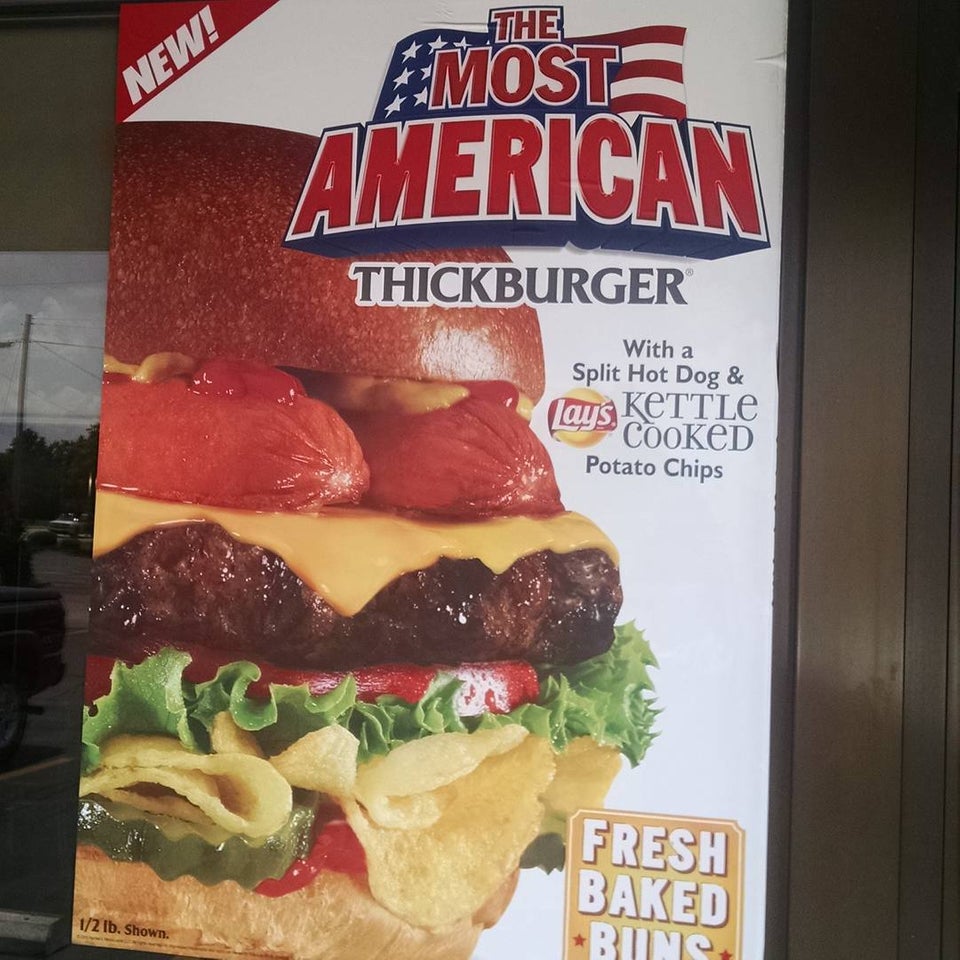 NEW!
THE
MOST
AMERICAN
THICKBURGER®
With a
Split Hot Dog &
Lay's KETTLE
COOKED
Potato Chips
FRESH
BAKED
BUNS
1/2 lb. Shown.